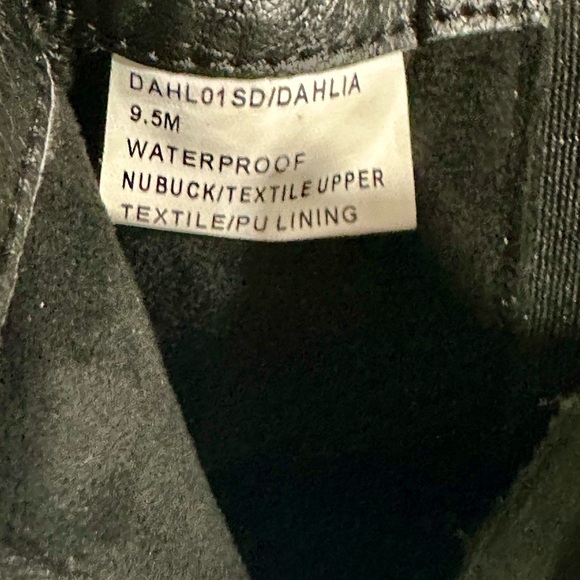 DAHL01SD/DAHLIA
9.5M
WATERPROOF
NUBUCK/TEXTILE UPPER
TEXTILE/PU LINING